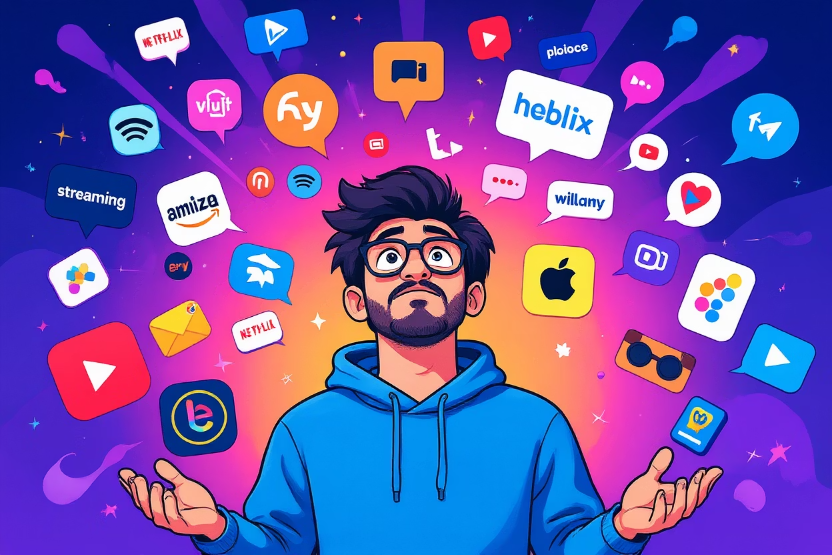 NETFLIX
ploloce
vlujt
hy
heblix
streaming
amiza
willany
NETFLIX